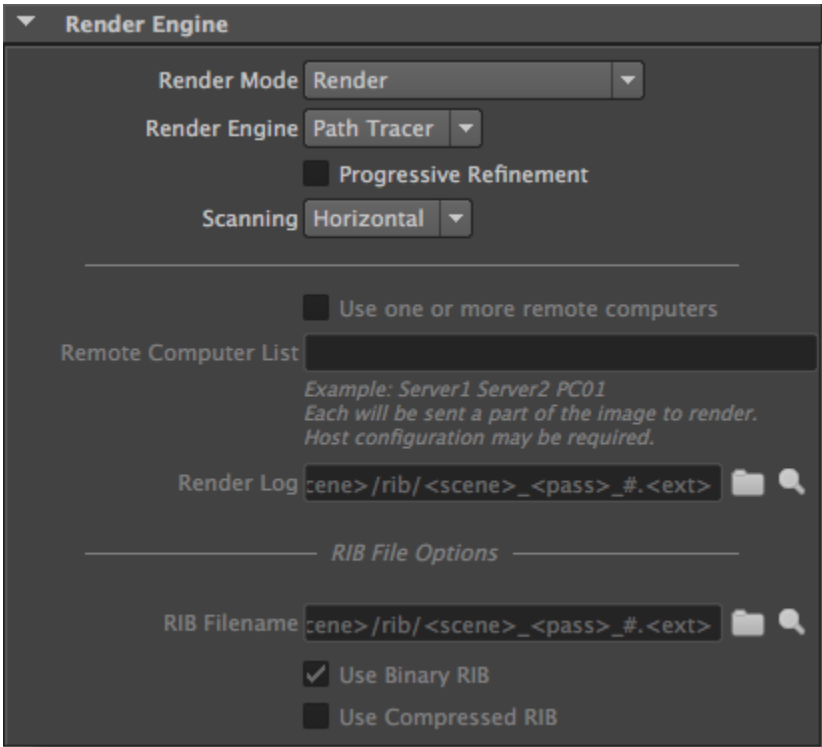 Render Engine
Render Mode Render
Render Engine Path Tracer
Progressive Refinement
Scanning Horizontal
Use one or more remote computers
Remote Computer List
Example: Server1 Server2 PC01
Each will be sent a part of the image to render.
Host configuration may be required.
Render Log cene>/rib/<scene>_<pass>_#.<ext>
RIB File Options
RIB Filename cene>/rib/<scene>_<pass>_#.<ext>
Use Binary RIB
Use Compressed RIB